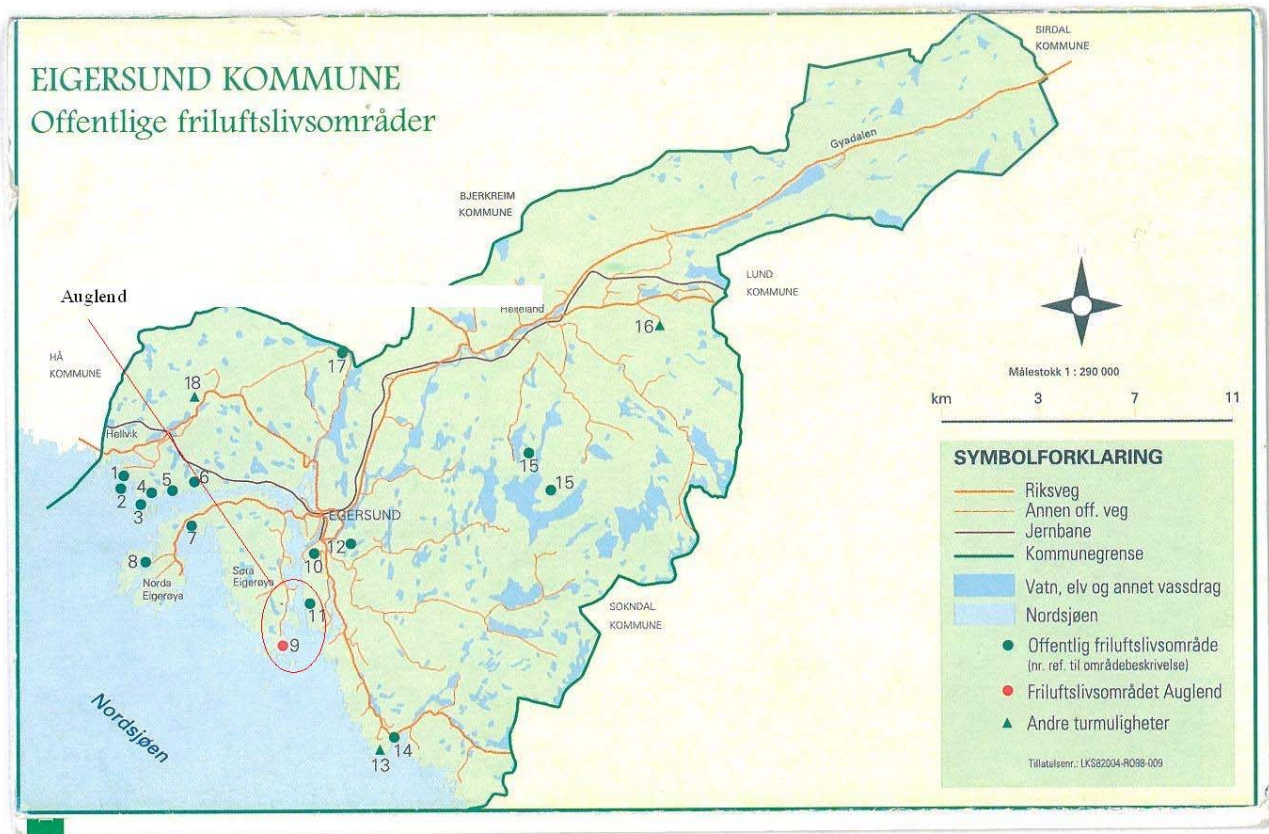 EIGERSUND KOMMUNE
Offentlige friluftslivsområder
SIRDAL
KOMMUNE
Gyadalen
BJERKREIM
KOMMUNE
LUND
KOMMUNE
Auglend
Helleland
16
HÅ
KOMMUNE
17
18
Hellvik
1
2
3
4
5
6
7
8
Norda
Eigerøya
Søra
Eigerøya
EGERSUND
10
12
11
9
15
15
SOKNDAL
KOMMUNE
13
14
Nordsjøen
Målestokk 1 : 290 000
km 3 7 11
SYMBOLFORKLARING
Riksveg
Annen off. veg
Jernbane
Kommunegrense
Vatn, elv og annet vassdrag
Nordsjøen
Offentlig friluftslivsområde
(nr. ref. til områdebeskrivelse)
Friluftslivsområdet Auglend
Andre turmuligheter
Tillatelsenr.: LKS82004-R098-009